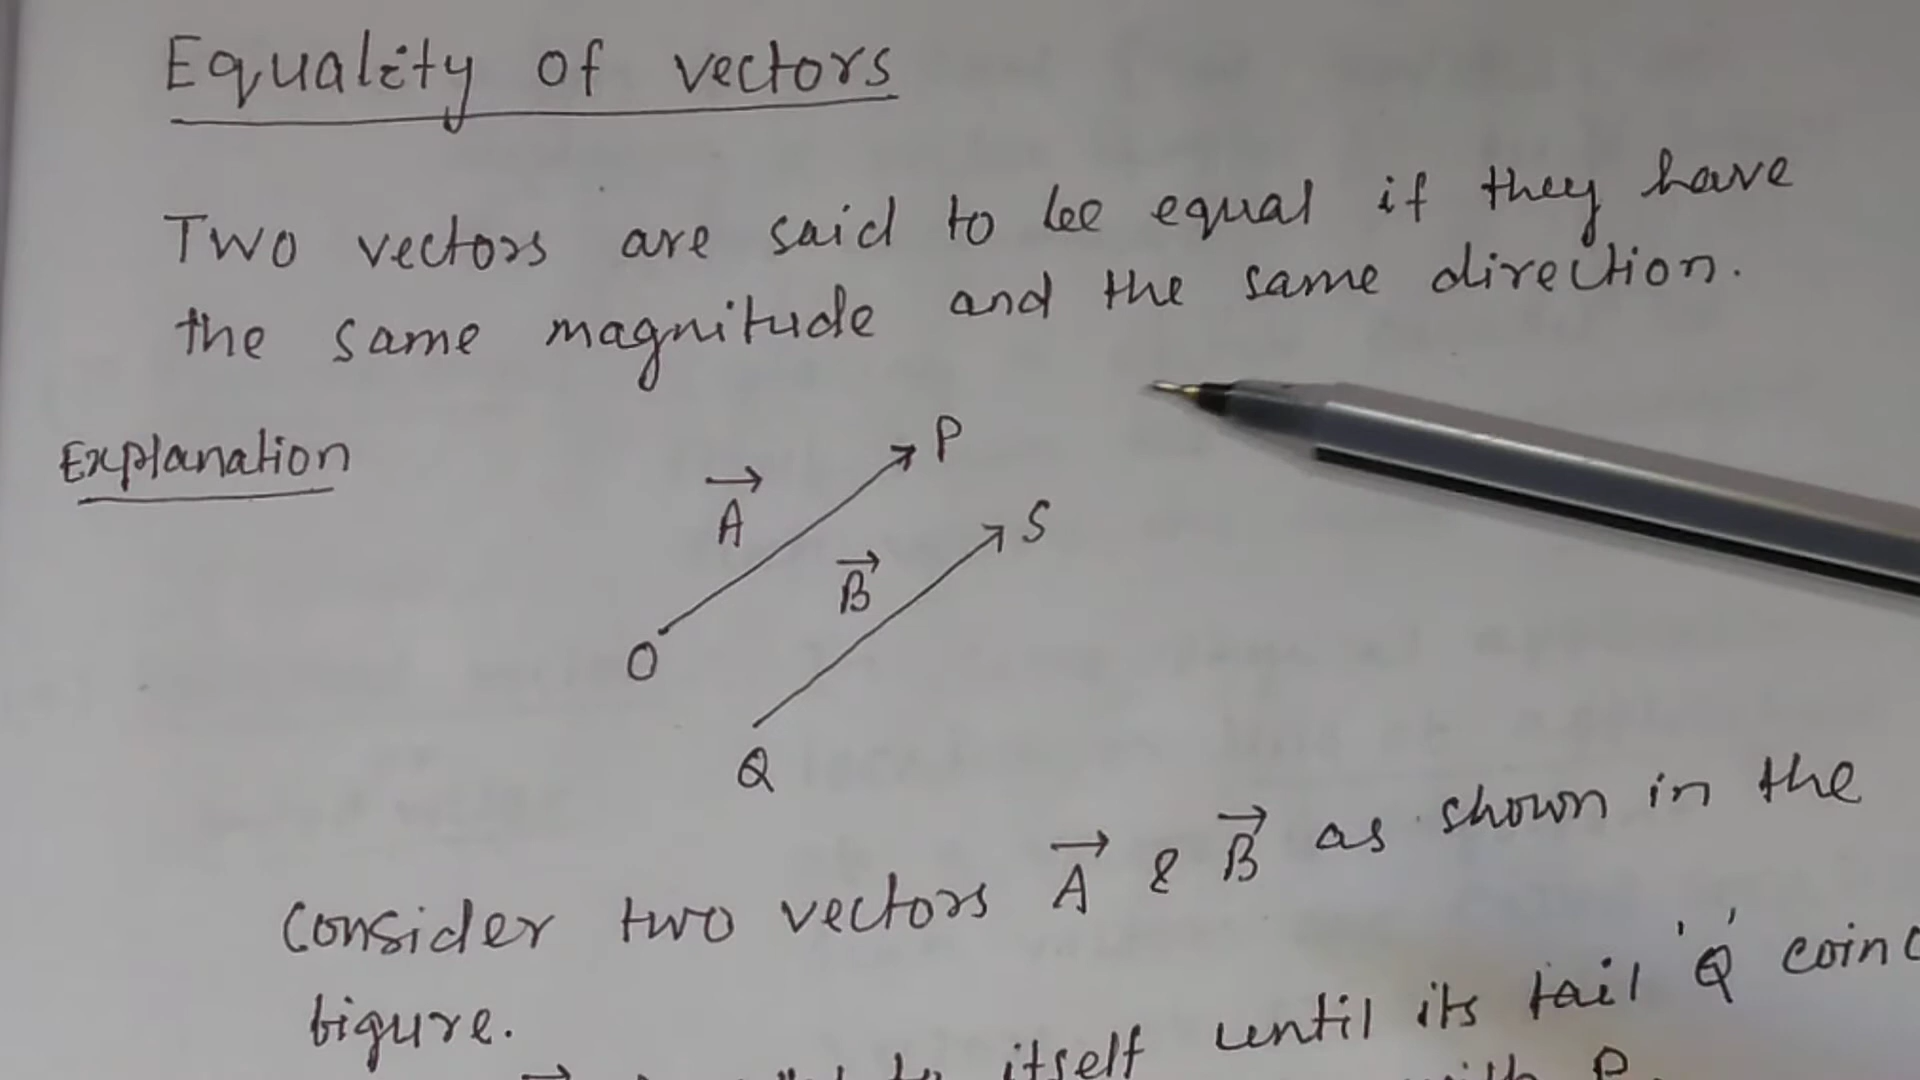 Equality of vectors
Two vectors are said to be equal if they have
the same magnitude and the same direction.
Explanation
P
A
S
B
O
Q
Consider two vectors A & B as shown in the
figure.
itself until its tail 'Q' coinc
with P.